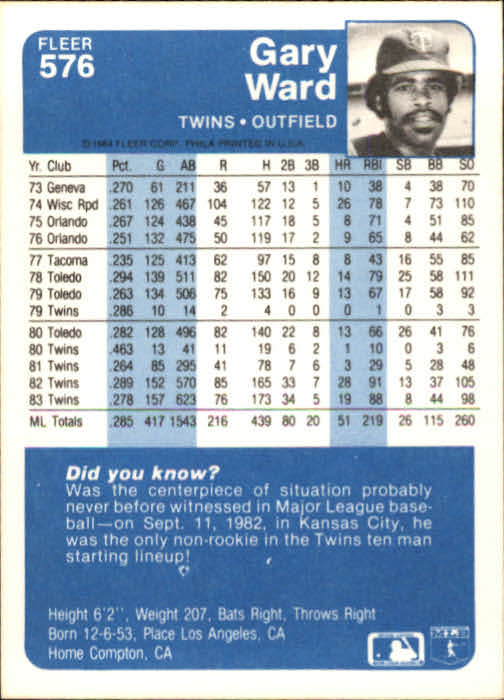 FLEER
576
Gary
Ward
TWINS • OUTFIELD
© 1984 FLEER CORP. PHILA PRINTED IN U.S.A.
Yr. Club Pct. G AB R H 2B 3B HR RBI SB BB SO
73 Geneva .270 61 211 36 57 13 1 10 38 4 38 70
74 Wisc Rpd .261 126 467 104 122 12 5 26 78 7 73 110
75 Orlando .267 124 438 45 117 18 5 8 71 4 51 85
76 Orlando .251 132 475 50 119 17 2 9 65 8 44 62
77 Tacoma .235 125 413 62 97 15 8 8 43 16 55 85
78 Toledo .294 139 511 82 150 20 12 14 79 25 58 111
79 Toledo .263 134 506 75 133 16 9 13 67 17 58 92
79 Twins .286 10 14 2 4 0 0 0 1 0 3 3
80 Toledo .282 128 496 82 140 22 8 13 66 26 41 76
80 Twins .463 13 41 11 19 6 2 1 10 0 3 6
81 Twins .264 85 295 41 78 7 6 3 29 5 28 48
82 Twins .289 152 570 85 165 33 7 28 91 13 37 105
83 Twins .278 157 623 76 173 34 5 19 88 8 44 98
ML Totals .285 417 1543 216 439 80 20 51 219 26 115 260
Did you know?
Was the centerpiece of situation probably
never before witnessed in Major League base-
ball—on Sept. 11, 1982, in Kansas City, he
was the only non-rookie in the Twins ten man
starting lineup!
Height 6'2", Weight 207, Bats Right, Throws Right
Born 12-6-53, Place Los Angeles, CA
Home Compton, CA